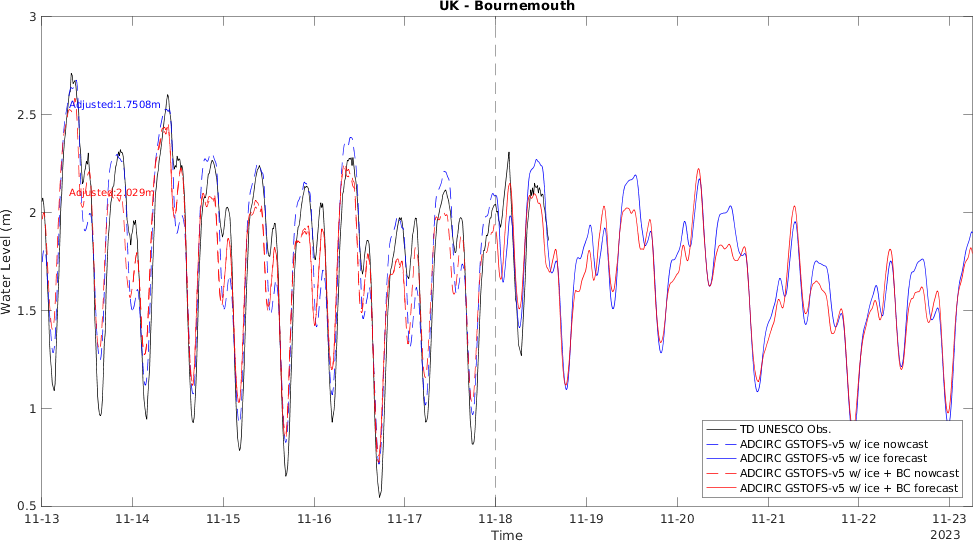 UK - Bournemouth
3
2.5
2
1.5
1
0.5
Water Level (m)
Adjusted:1.7508m
Adjusted:2.029m
TD UNESCO Obs.
ADCIRC GSTOFS-v5 w/ ice nowcast
ADCIRC GSTOFS-v5 w/ ice forecast
ADCIRC GSTOFS-v5 w/ ice + BC nowcast
ADCIRC GSTOFS-v5 w/ ice + BC forecast
11-13 11-14 11-15 11-16 11-17 11-18 11-19 11-20 11-21 11-22 11-23
Time
2023